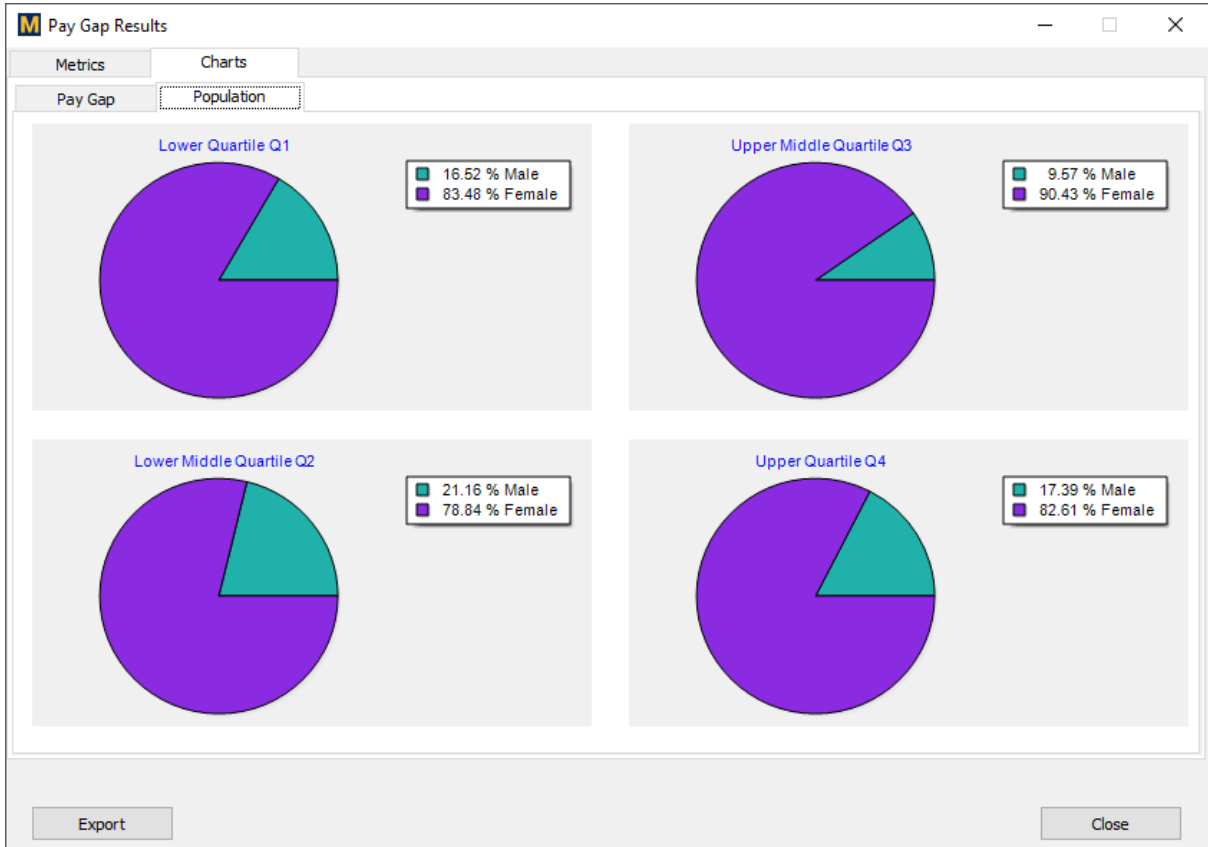 M Pay Gap Results
Metrics
Charts
Pay Gap
Population
Lower Quartile Q1
16.52 % Male
83.48 % Female
Upper Middle Quartile Q3
9.57 % Male
90.43 % Female
Lower Middle Quartile Q2
21.16 % Male
78.84 % Female
Upper Quartile Q4
17.39 % Male
82.61 % Female
Export
Close